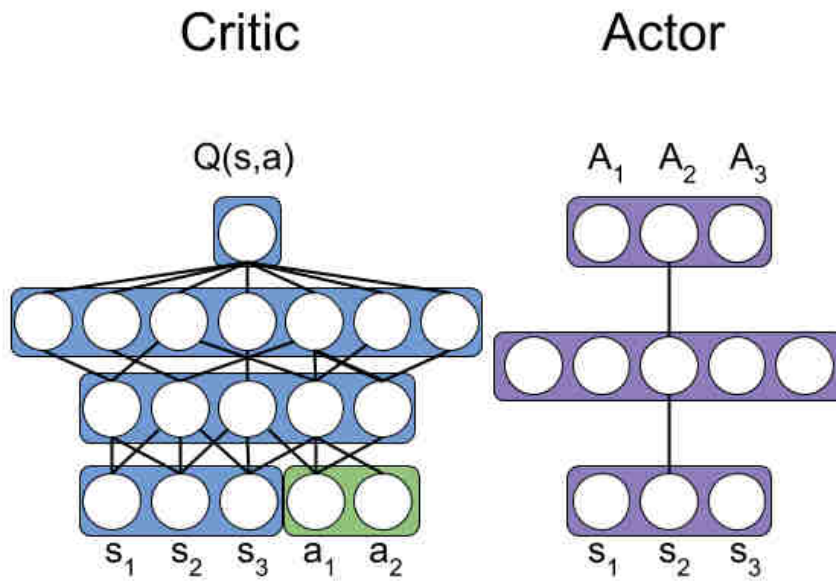 Critic
Actor
Q(s,a)
A₁ A₂ A₃
s₁ s₂ s₃ a₁ a₂
s₁ s₂ s₃